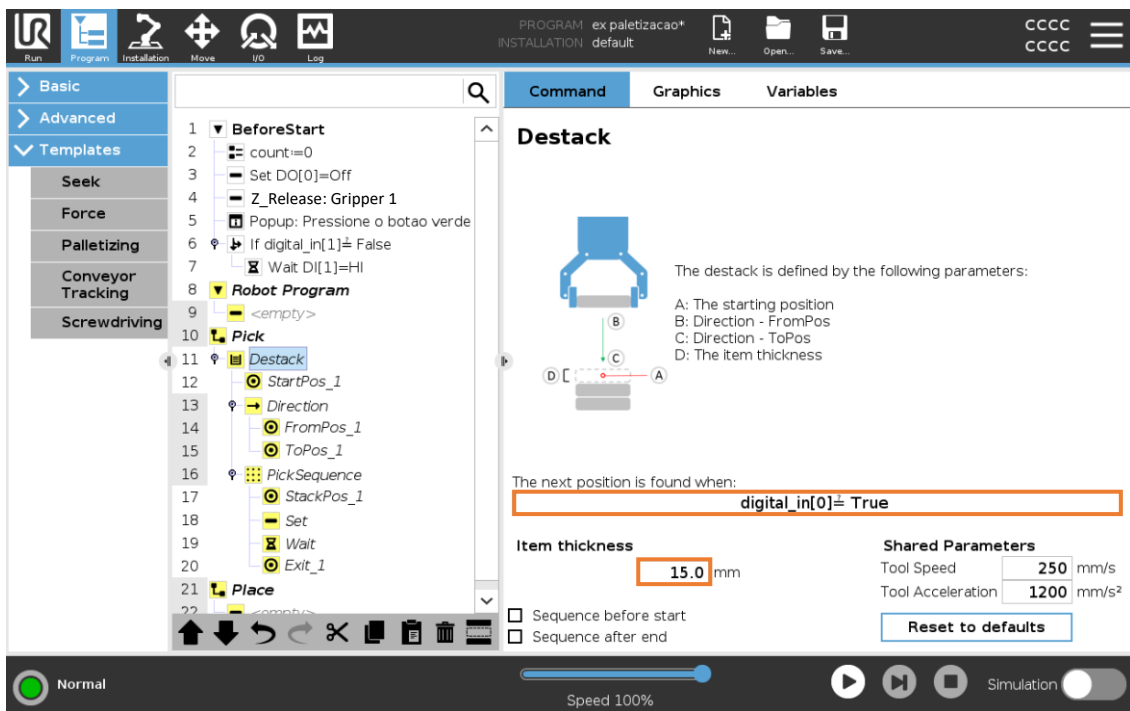 PROGRAM ex paletizacao*
INSTALLATION default
CCCC
CCCC
Run Program Installation Move I/O Log New... Open... Save...
Basic
Advanced
Templates
Seek
Force
Palletizing
Conveyor
Tracking
Screwdriving
1 BeforeStart
2 count:=0
3 Set DO[0]=Off
4 Z_Release: Gripper 1
5 Popup: Pressione o botao verde
6 If digital_in[1]≟ False
7 Wait DI[1]=HI
8 Robot Program
9 <empty>
10 Pick
11 Destack
12 StartPos_1
13 Direction
14 FromPos_1
15 ToPos_1
16 PickSequence
17 StackPos_1
18 Set
19 Wait
20 Exit_1
21 Place
22 <empty>
Command Graphics Variables
Destack
B
C
D
A
The destack is defined by the following parameters:
A: The starting position
B: Direction - FromPos
C: Direction - ToPos
D: The item thickness
The next position is found when:
digital_in[0]≟ True
Item thickness
15.0 mm
Sequence before start
Sequence after end
Shared Parameters
Tool Speed 250 mm/s
Tool Acceleration 1200 mm/s²
Reset to defaults
Normal
Speed 100%
Simulation